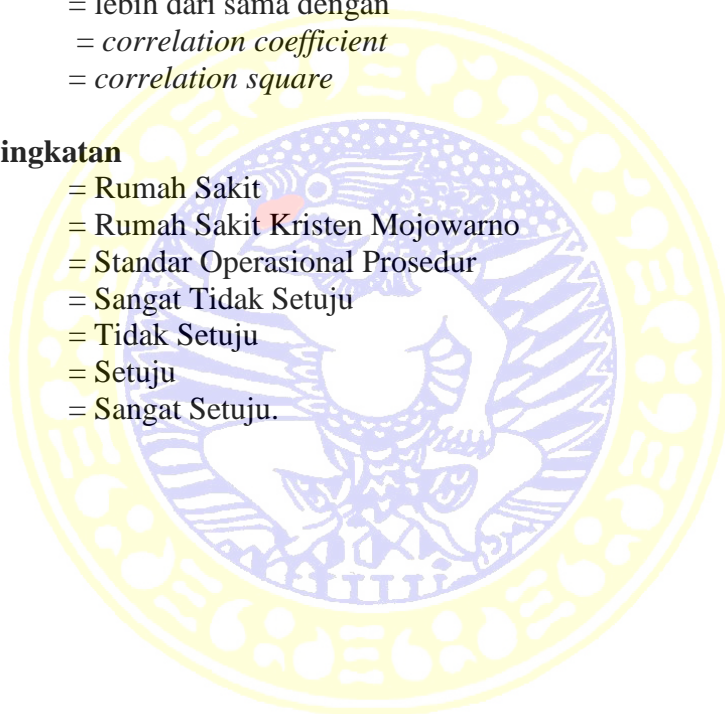 = lebih dari sama dengan
= correlation coefficient
= correlation square
ingkatan
= Rumah Sakit
= Rumah Sakit Kristen Mojowarno
= Standar Operasional Prosedur
= Sangat Tidak Setuju
= Tidak Setuju
= Setuju
= Sangat Setuju.